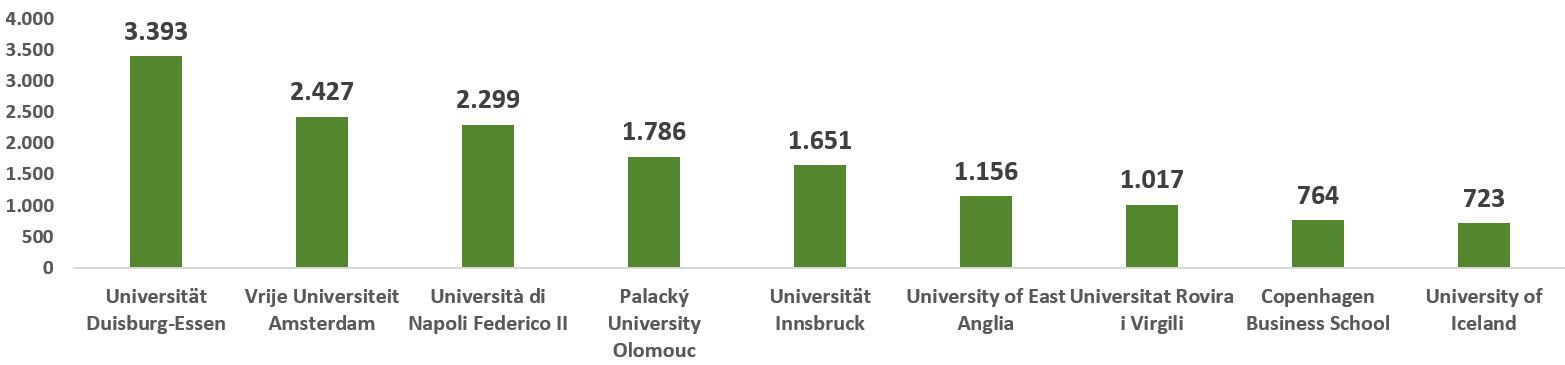 4.000
3.500
3.000
2.500
2.000
1.500
1.000
500
0
3.393
2.427
2.299
1.786
1.651
1.156
1.017
764
723
Universität
Duisburg-Essen
Vrije Universiteit
Amsterdam
Università di
Napoli Federico II
Palacký
University
Olomouc
Universität
Innsbruck
University of East
Anglia
Universitat Rovira
i Virgili
Copenhagen
Business School
University of
Iceland